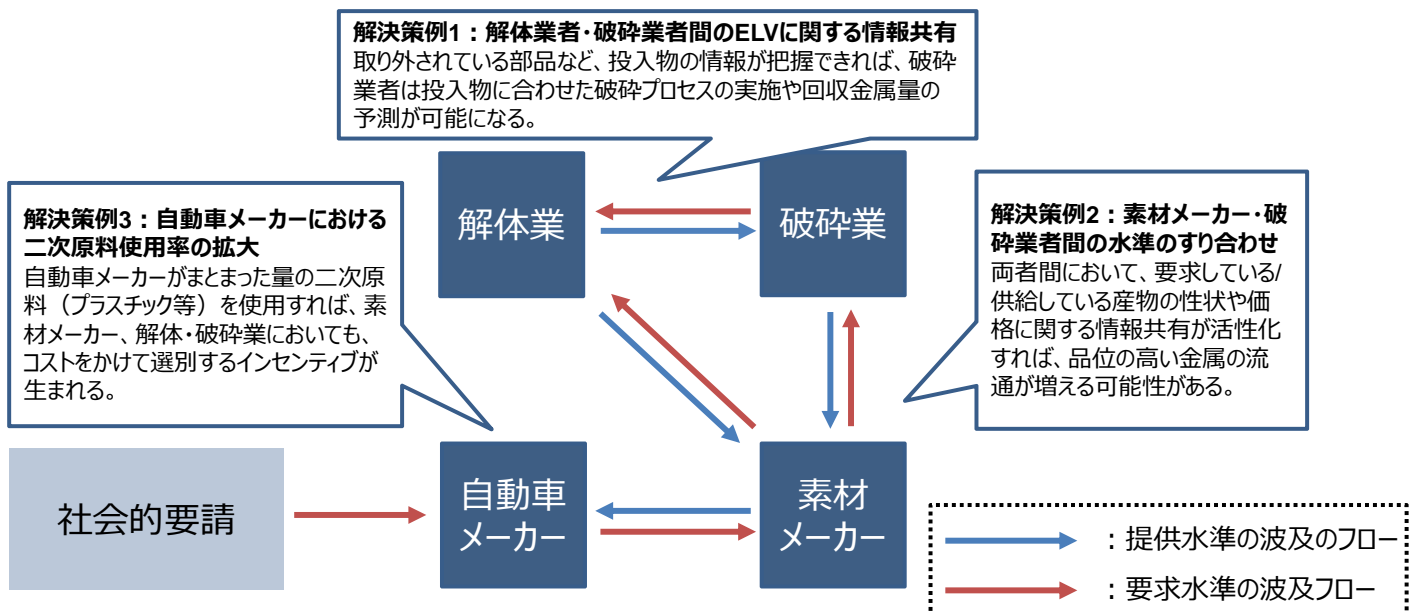 解決策例1：解体業者・破砕業者間のELVに関する情報共有
取り外されている部品など、投入物の情報が把握できれば、破砕
業者は投入物に合わせた破砕プロセスの実施や回収金属量の
予測が可能になる。
解体業
破砕業
解決策例3：自動車メーカーにおける
二次原料使用率の拡大
自動車メーカーがまとまった量の二次原
料（プラスチック等）を使用すれば、素
材メーカー、解体・破砕業においても、
コストをかけて選別するインセンティブが
生まれる。
解決策例2：素材メーカー・破
砕業者間の水準のすり合わせ
両者間において、要求している/
供給している産物の性状や価
格に関する情報共有が活性化
すれば、品位の高い金属の流
通が増える可能性がある。
社会的要請
自動車
メーカー
素材
メーカー
：提供水準の波及のフロー
：要求水準の波及フロー